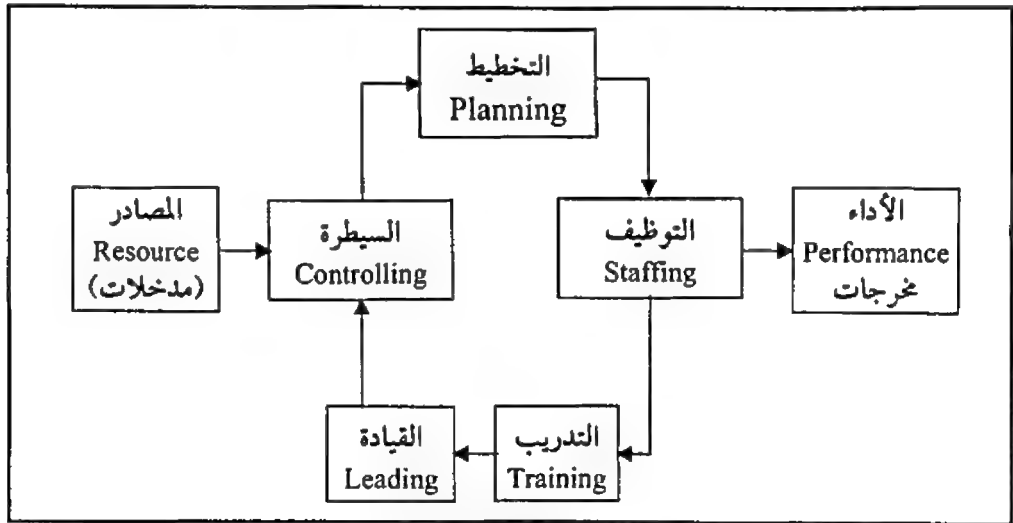 التخطيط
Planning
المصادر
Resource
(مدخلات)
السيطرة
Controlling
التوظيف
Staffing
الأداء
Performance
مخرجات
القيادة
Leading
التدريب
Training